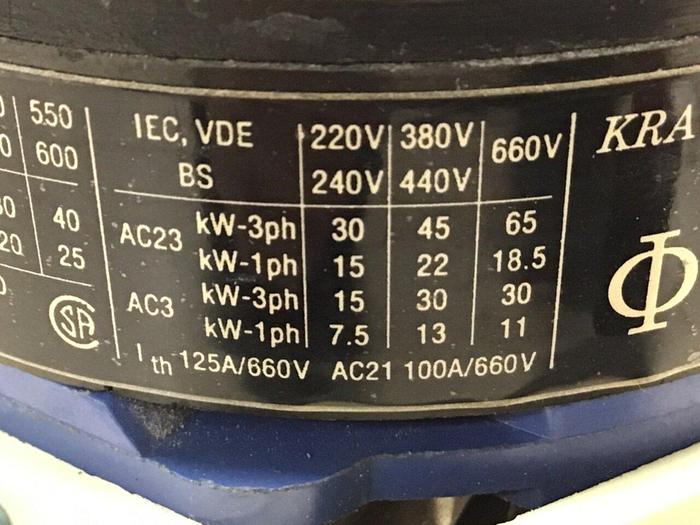 550
600
40
20 25
CSA
IEC, VDE 220V 380V 660V
BS 240V 440V
AC23 kW-3ph 30 45 65
kW-1ph 15 22 18.5
AC3 kW-3ph 15 30 30
kW-1ph 7.5 13 11
Ith 125A/660V AC21 100A/660V
KRA
Φ